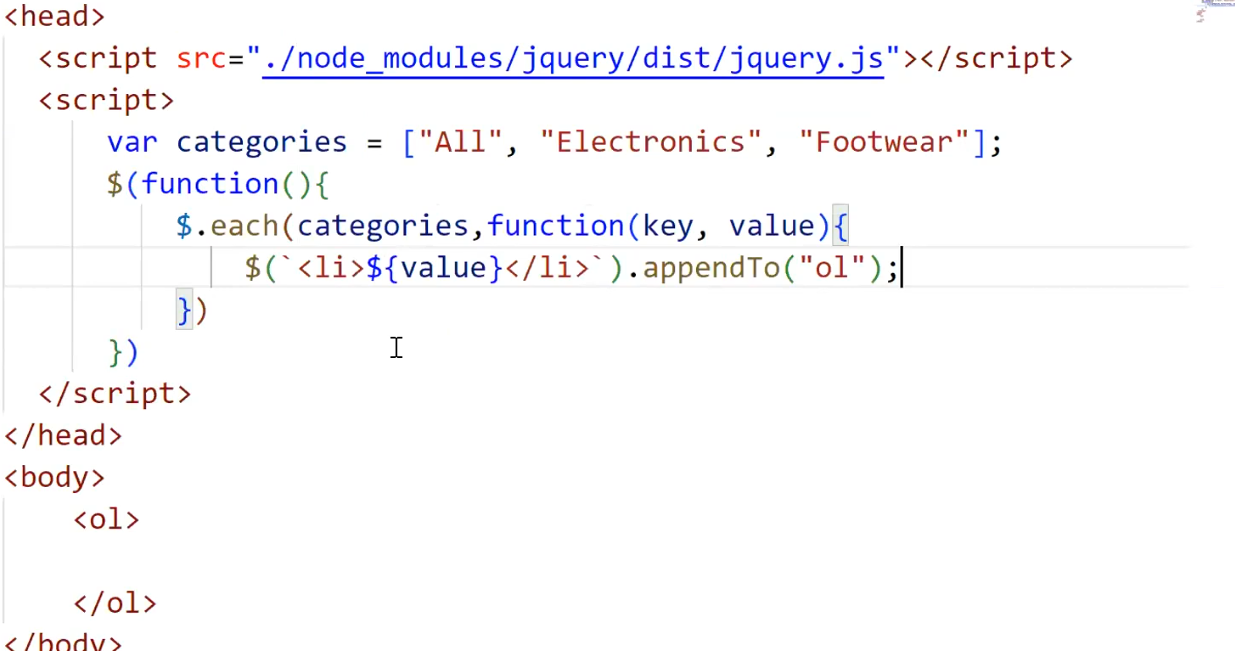 <head>
<script src="./node_modules/jquery/dist/jquery.js"></script>
<script>
var categories = ["All", "Electronics", "Footwear"];
$(function(){
$.each(categories,function(key, value){
$(`<li>${value}</li>`).appendTo("ol");
})
})
</script>
</head>
<body>
<ol>
</ol>
</body>